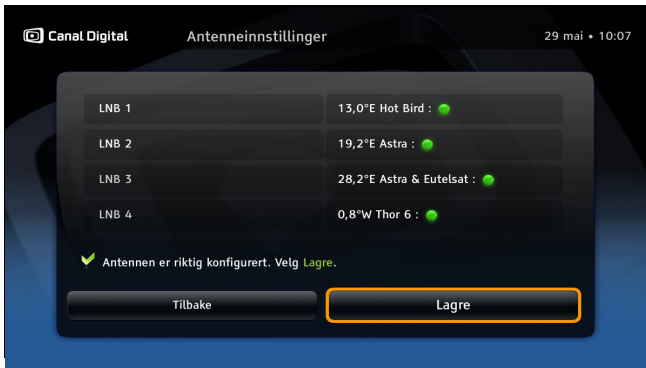 Canal Digital Antenneinnstillinger 29 mai • 10:07
LNB 1 13,0°E Hot Bird :
LNB 2 19,2°E Astra :
LNB 3 28,2°E Astra & Eutelsat :
LNB 4 0,8°W Thor 6 :
Antennen er riktig konfigurert. Velg Lagre.
Tilbake Lagre